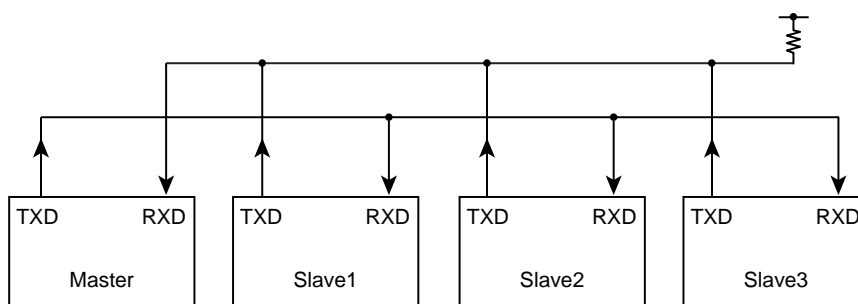 TXD RXD TXD RXD TXD RXD TXD RXD
Master Slave1 Slave2 Slave3